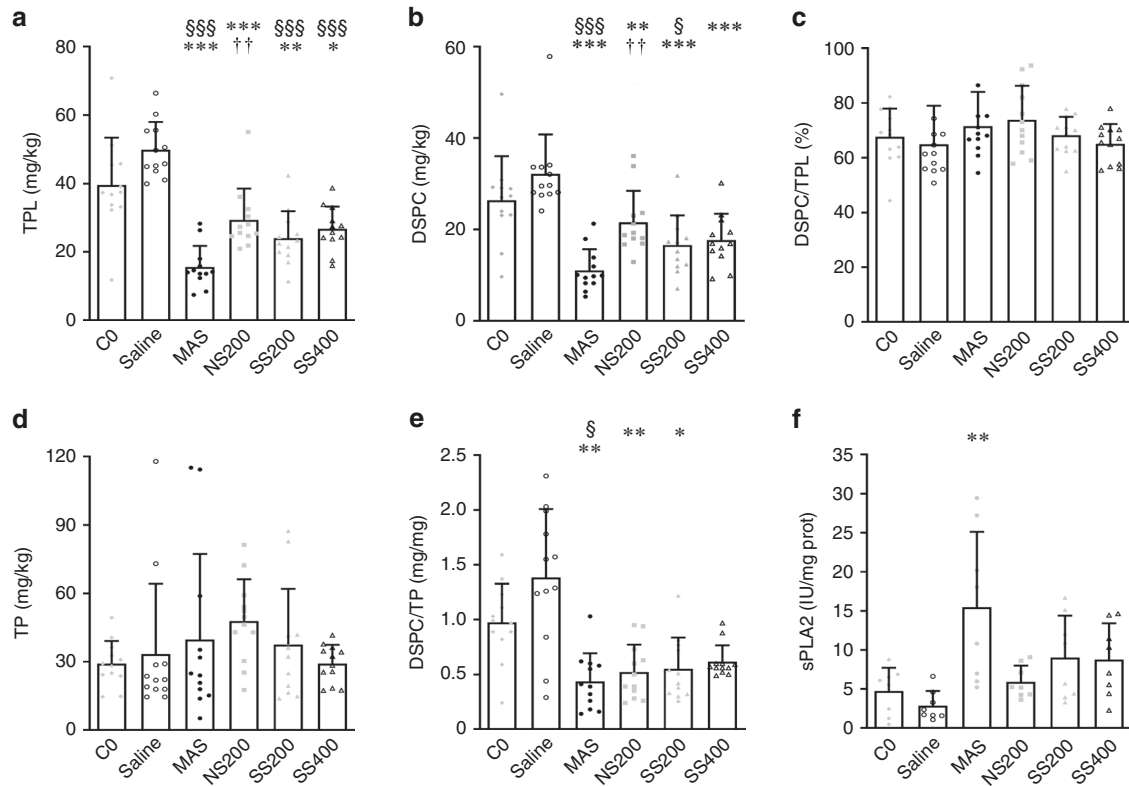 a
§§§ *** §§§ §§§
*** †† ** *
TPL (mg/kg)
80
60
40
20
0
C0 Saline MAS NS200 SS200 SS400
b
§§§ ** § ***
*** †† ***
DSPC (mg/kg)
60
40
20
0
C0 Saline MAS NS200 SS200 SS400
c
DSPC/TPL (%)
100
80
60
40
20
0
C0 Saline MAS NS200 SS200 SS400
d
TP (mg/kg)
120
90
60
30
0
C0 Saline MAS NS200 SS200 SS400
e
§ ** *
**
DSPC/TP (mg/mg)
2.5
2.0
1.5
1.0
0.5
0
C0 Saline MAS NS200 SS200 SS400
f
**
sPLA2 (IU/mg prot)
35
30
25
20
15
10
5
0
C0 Saline MAS NS200 SS200 SS400